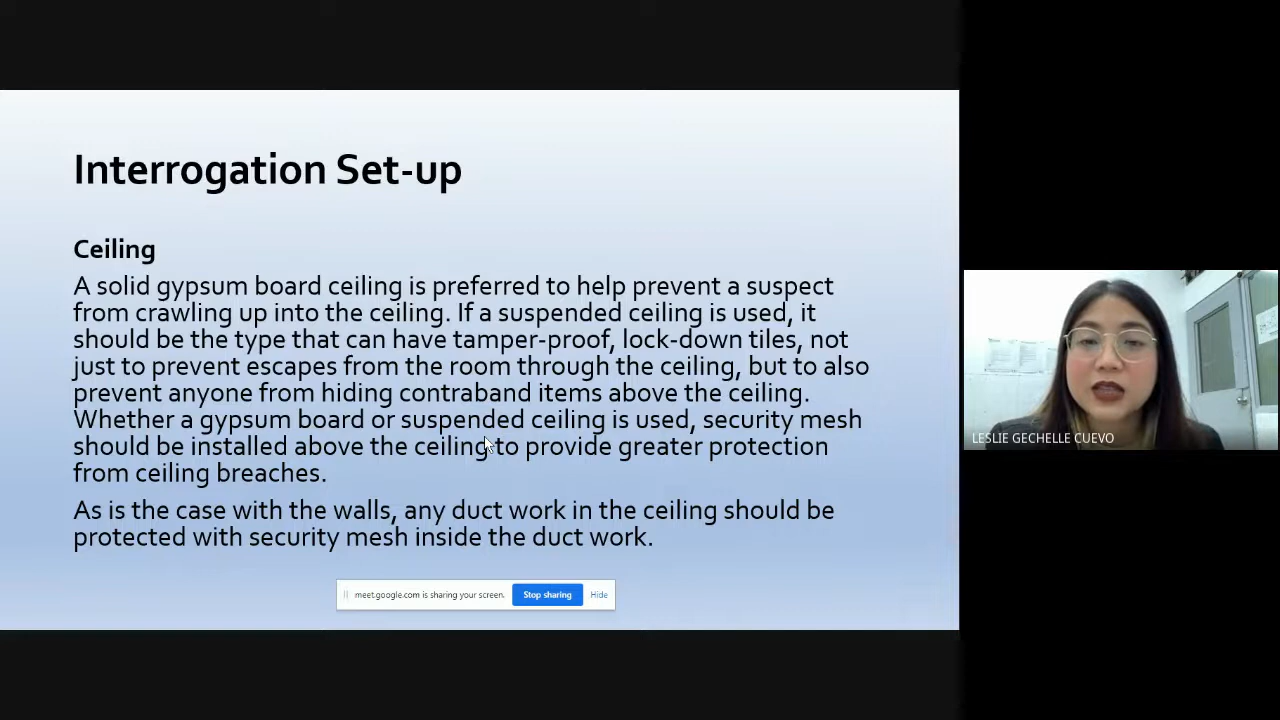 Interrogation Set-up
Ceiling
A solid gypsum board ceiling is preferred to help prevent a suspect
from crawling up into the ceiling. If a suspended ceiling is used, it
should be the type that can have tamper-proof, lock-down tiles, not
just to prevent escapes from the room through the ceiling, but to also
prevent anyone from hiding contraband items above the ceiling.
Whether a gypsum board or suspended ceiling is used, security mesh
should be installed above the ceiling to provide greater protection
from ceiling breaches.
As is the case with the walls, any duct work in the ceiling should be
protected with security mesh inside the duct work.
meet.google.com is sharing your screen.
Stop sharing
Hide
LESLIE GECHELLE CUEVO